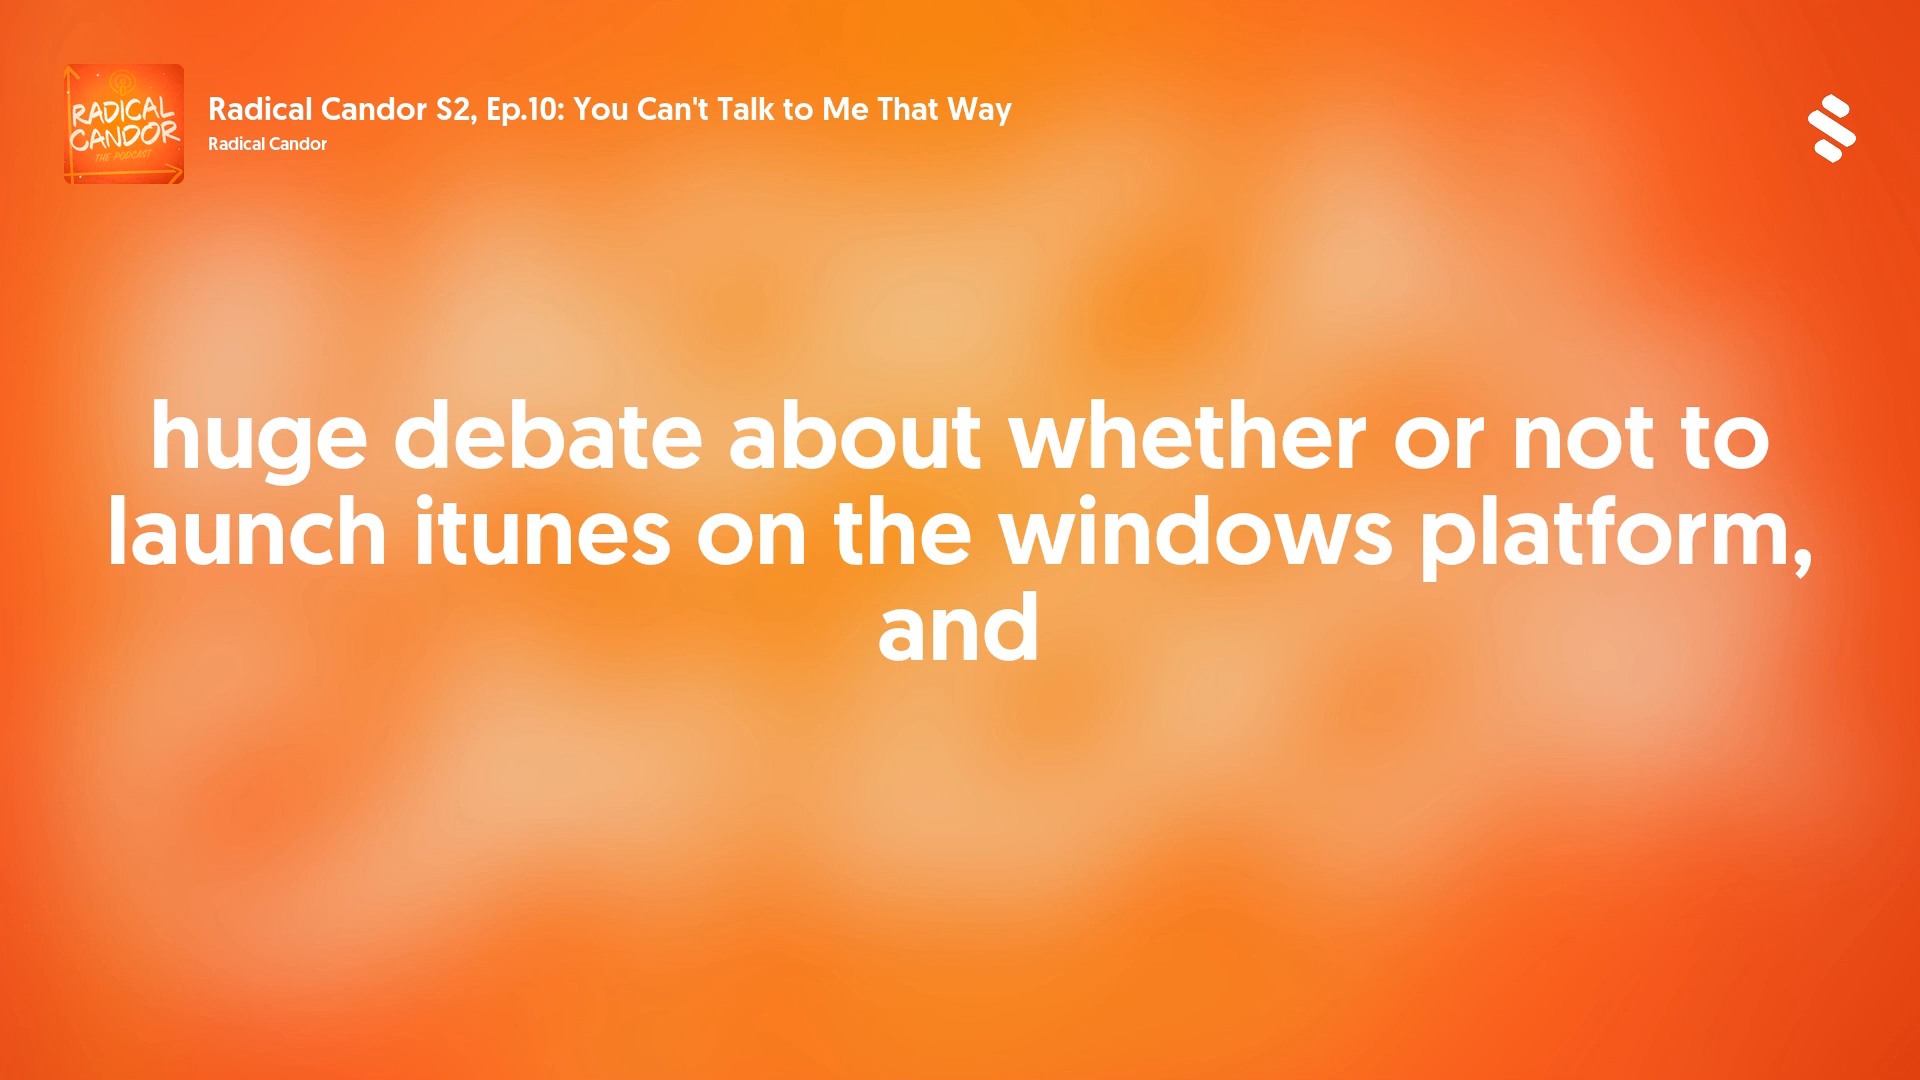 RADICAL
CANDOR
THE PODCAST
Radical Candor S2, Ep.10: You Can't Talk to Me That Way
Radical Candor
huge debate about whether or not to
launch itunes on the windows platform,
and